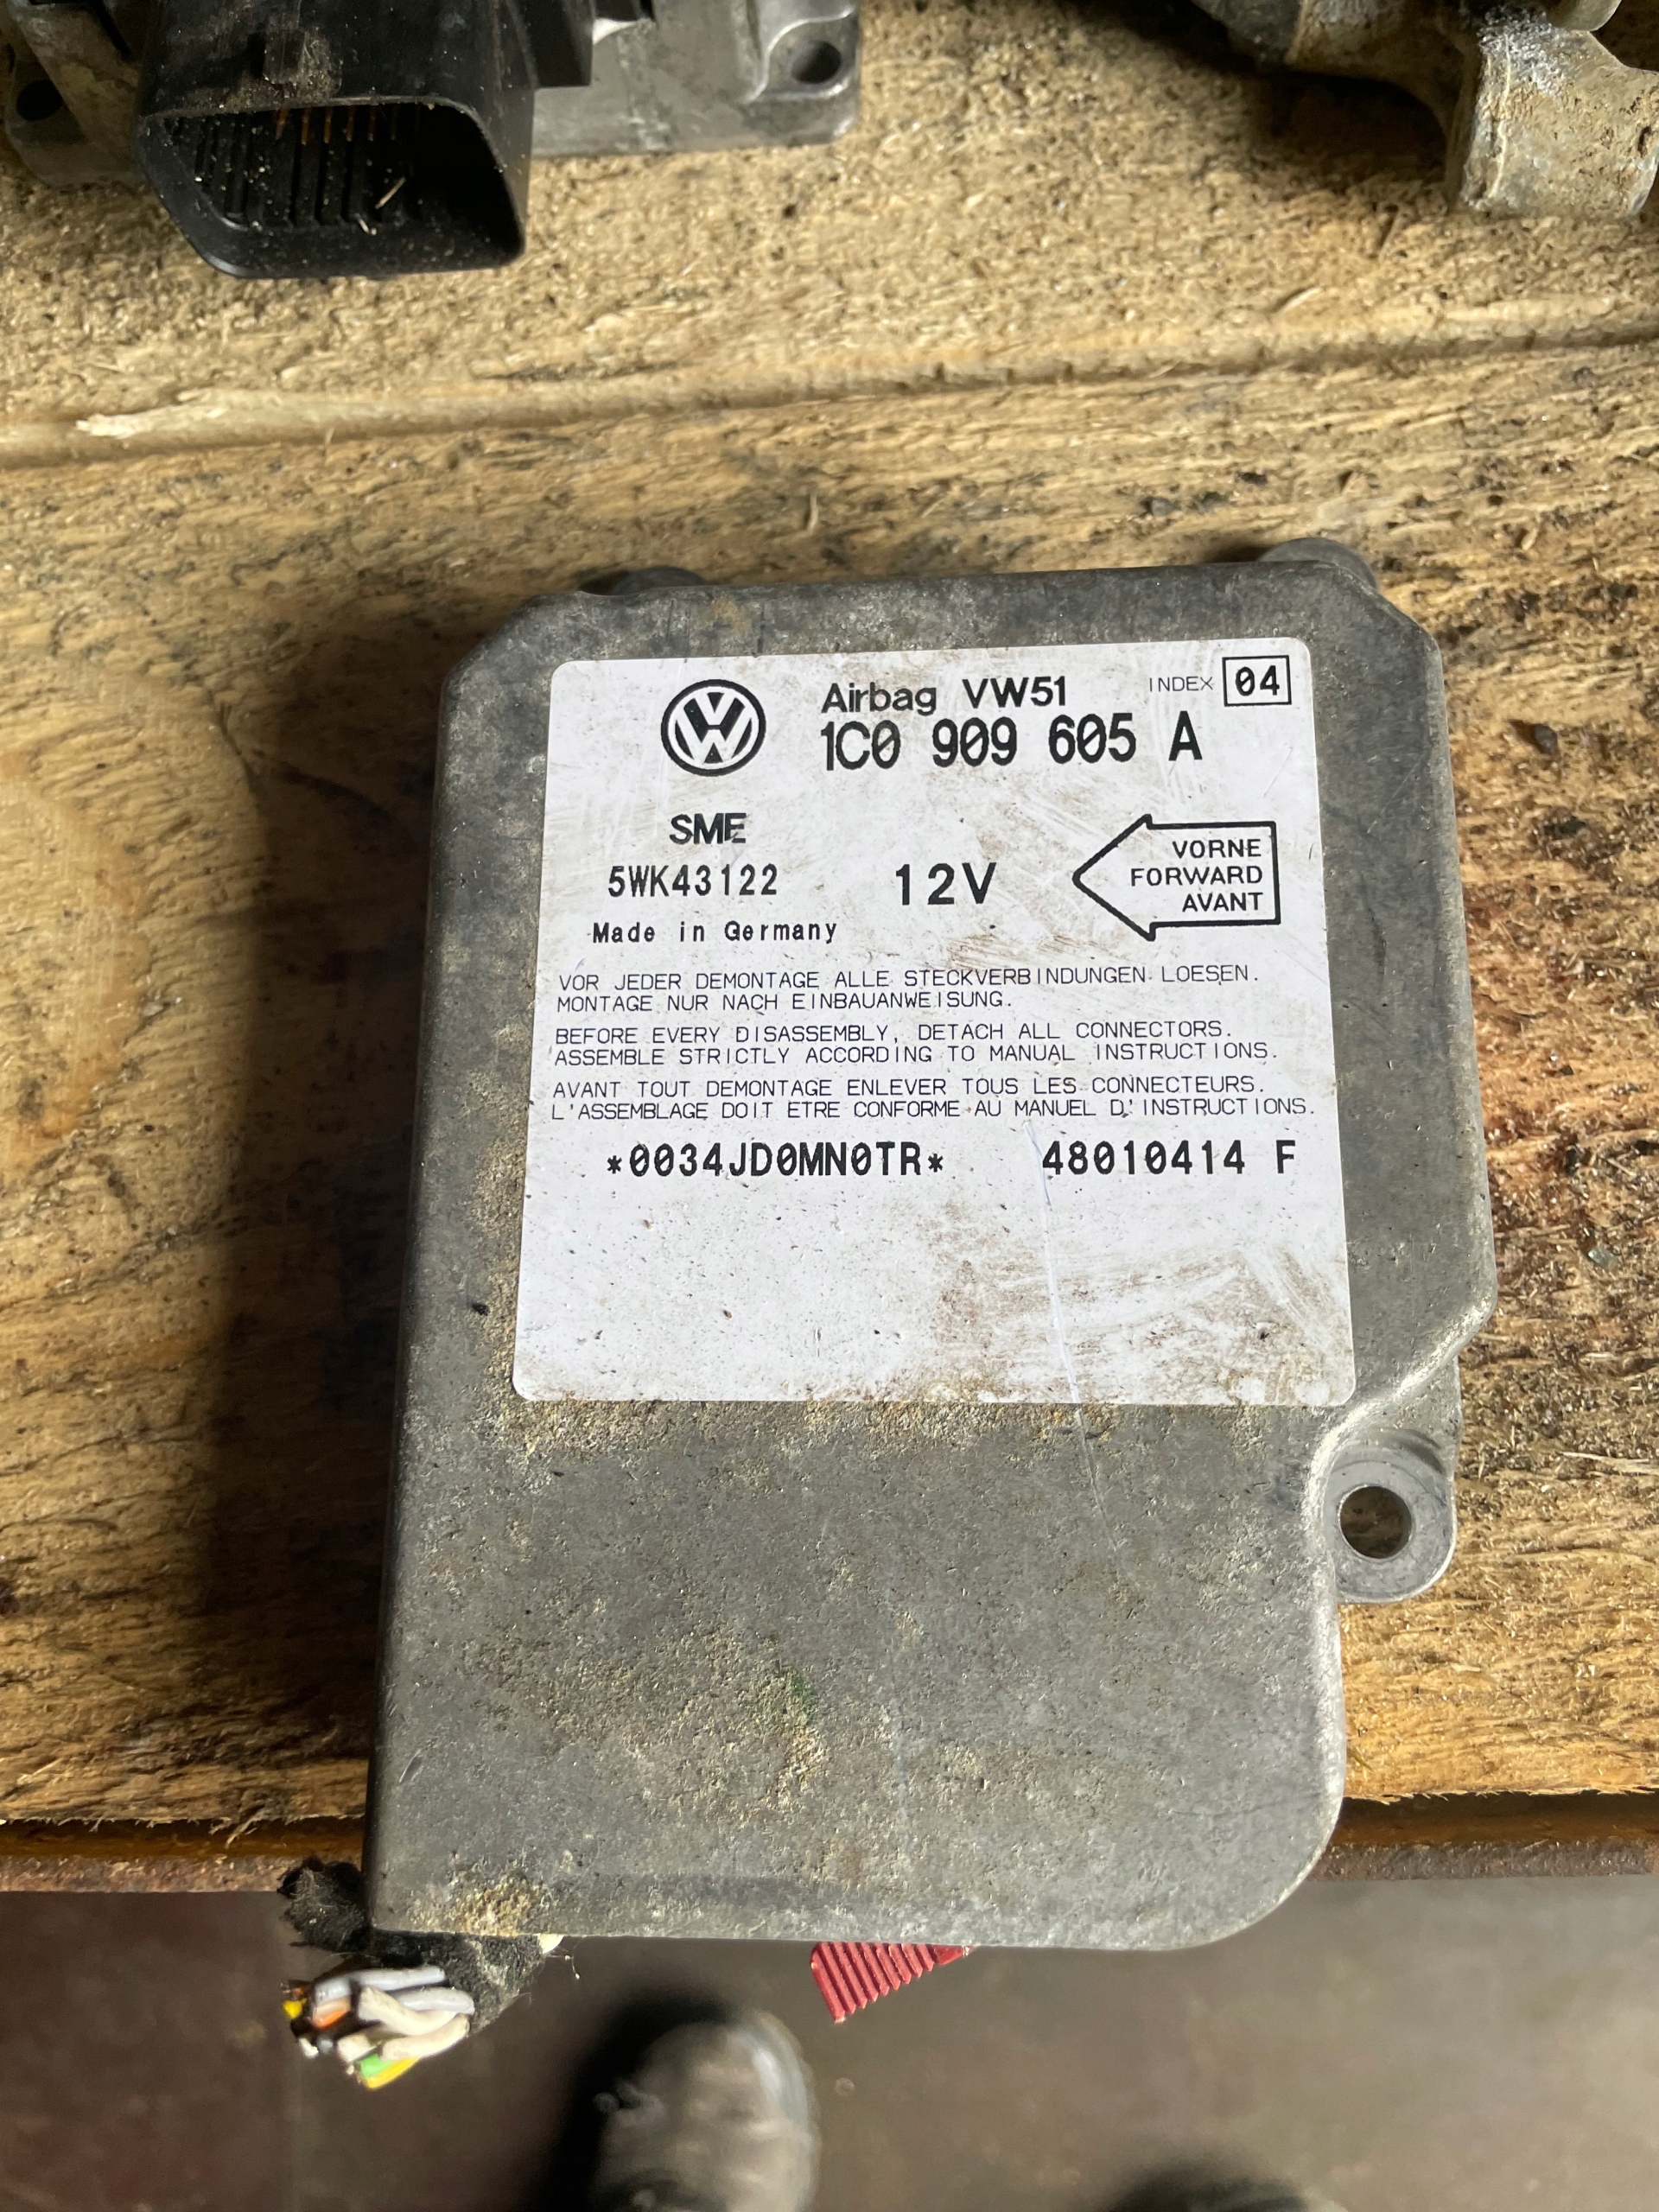 Airbag VW51 INDEX 04
1C0 909 605 A
SME
5WK43122 12V
Made in Germany
VORNE
FORWARD
AVANT
VOR JEDER DEMONTAGE ALLE STECKVERBINDUNGEN LOESEN.
MONTAGE NUR NACH EINBAUANWEISUNG.
BEFORE EVERY DISASSEMBLY, DETACH ALL CONNECTORS.
ASSEMBLE STRICTLY ACCORDING TO MANUAL INSTRUCTIONS.
AVANT TOUT DEMONTAGE ENLEVER TOUS LES CONNECTEURS.
L'ASSEMBLAGE DOIT ETRE CONFORME AU MANUEL D'INSTRUCTIONS.
*0034JD0MN0TR* 48010414 F